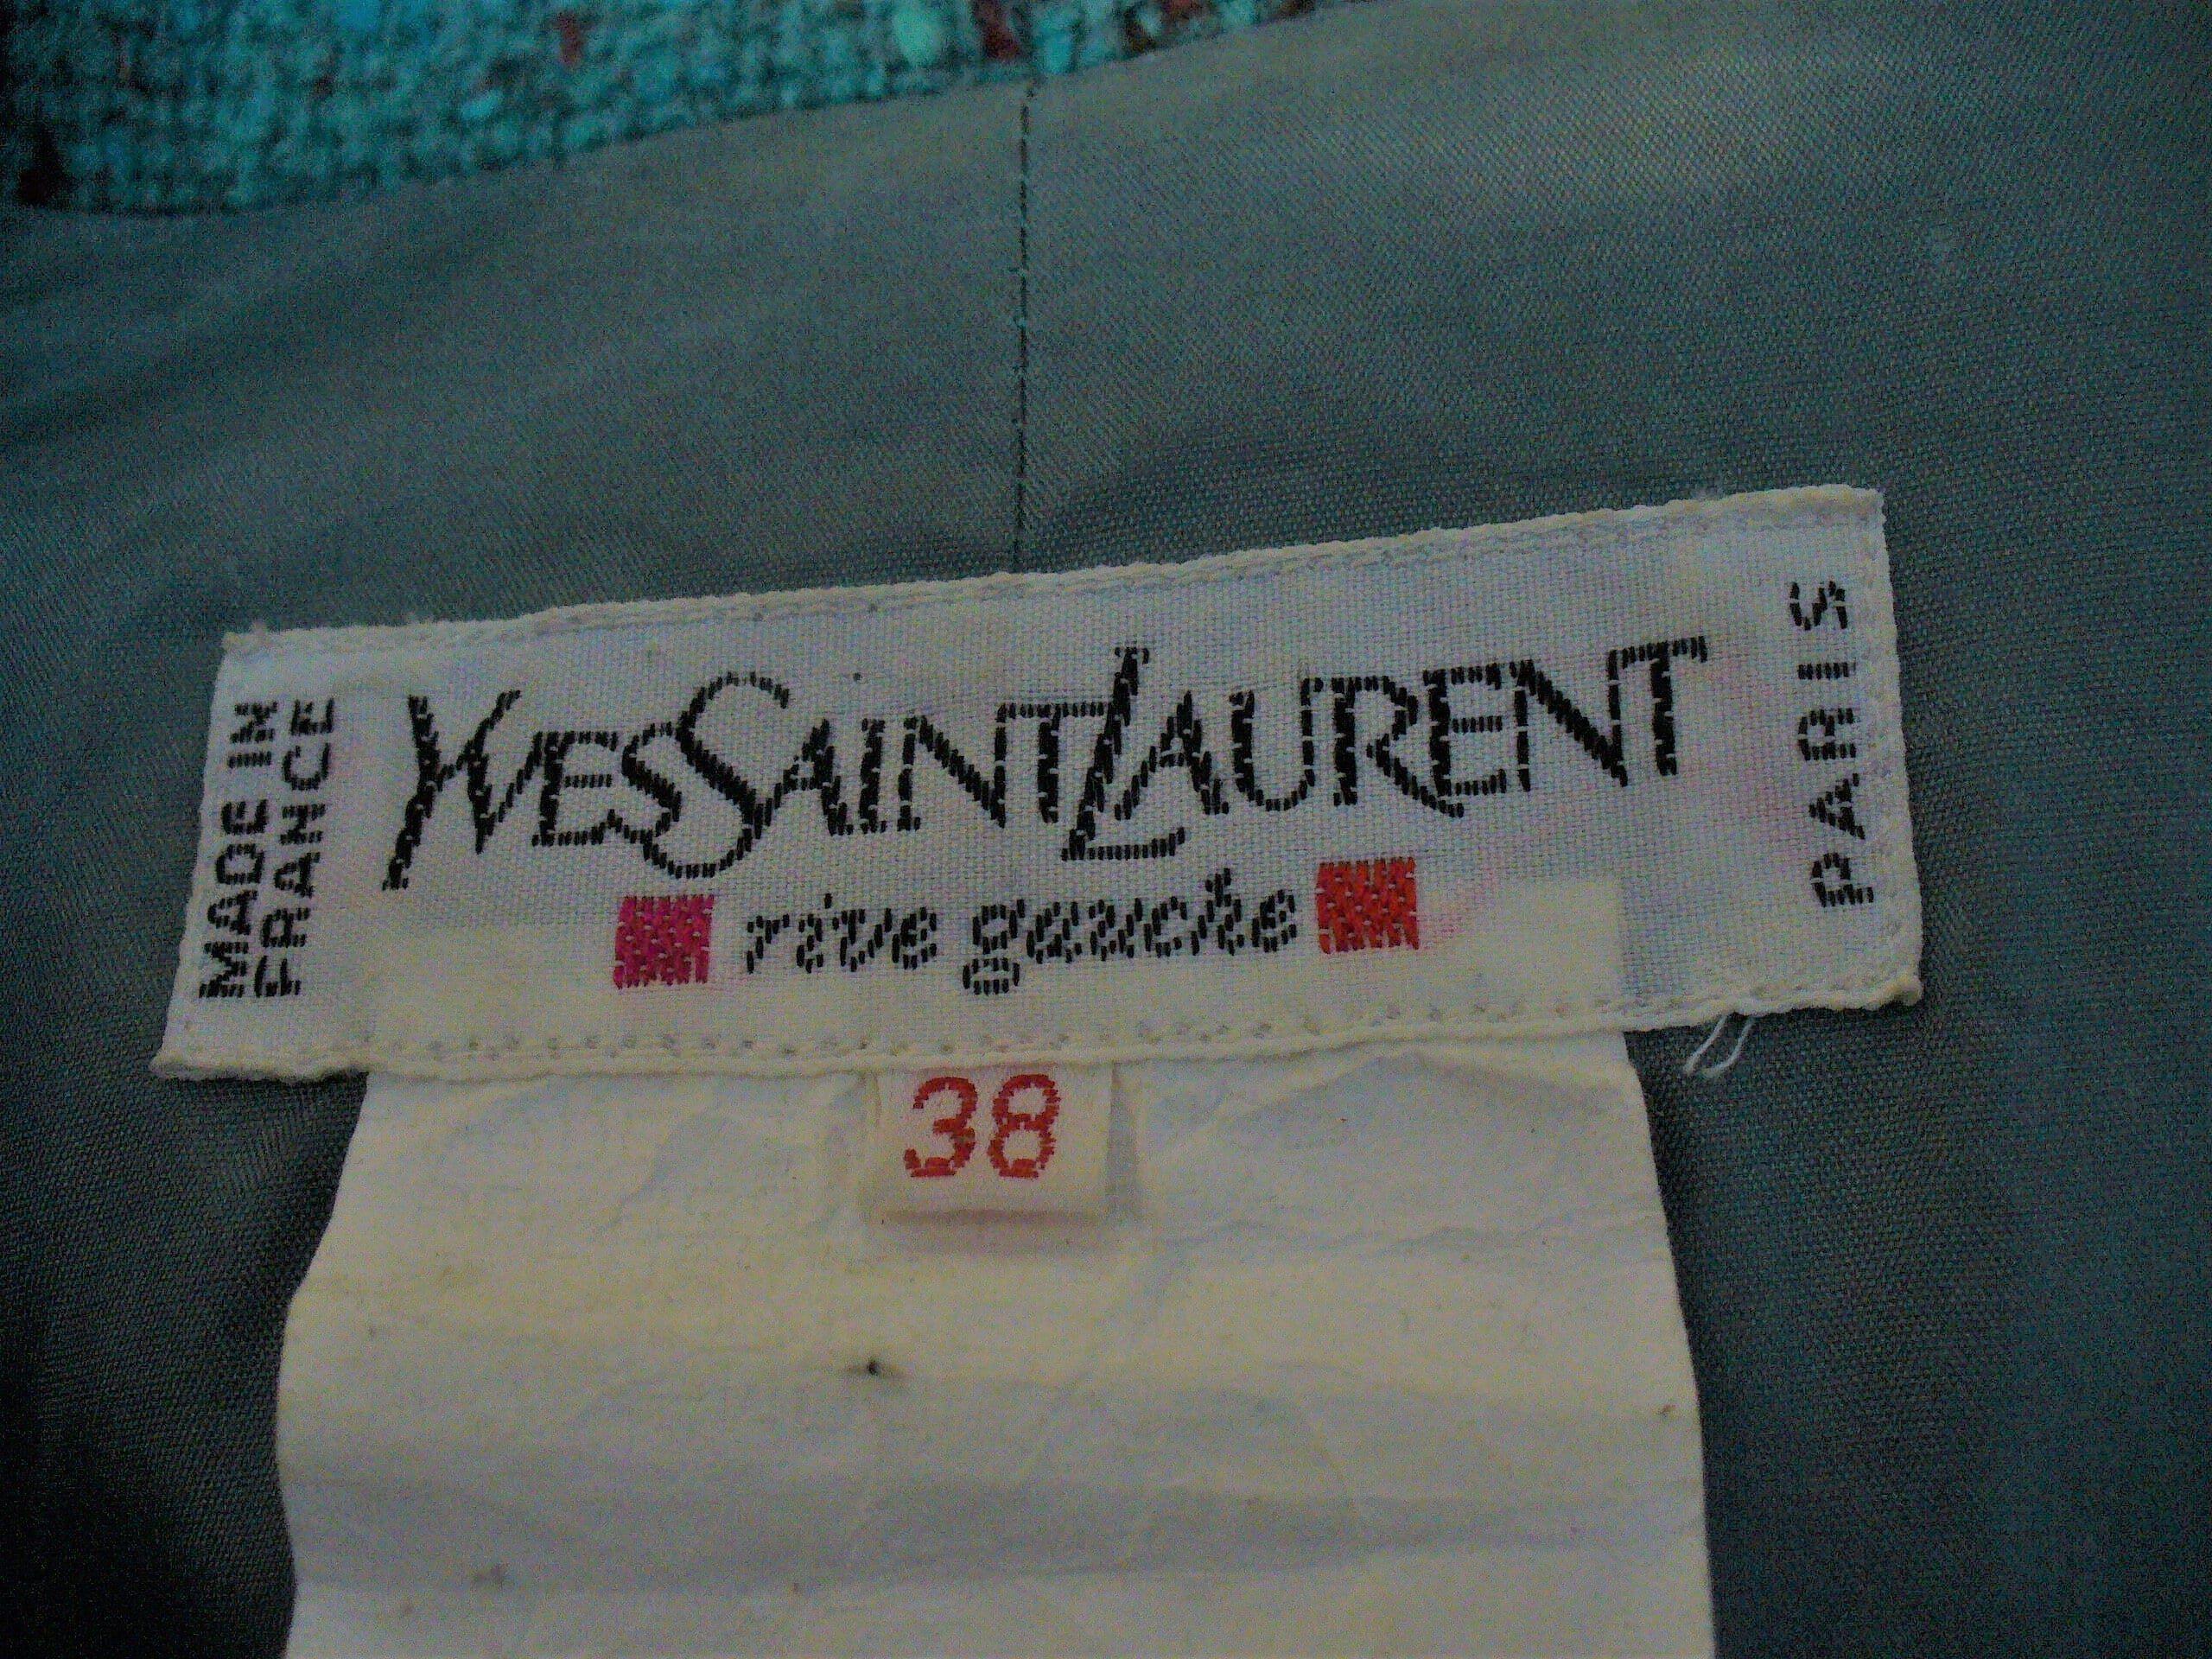 MADE IN
FRANCE
YVESSAINTLAURENT
rive gauche
PARIS
38